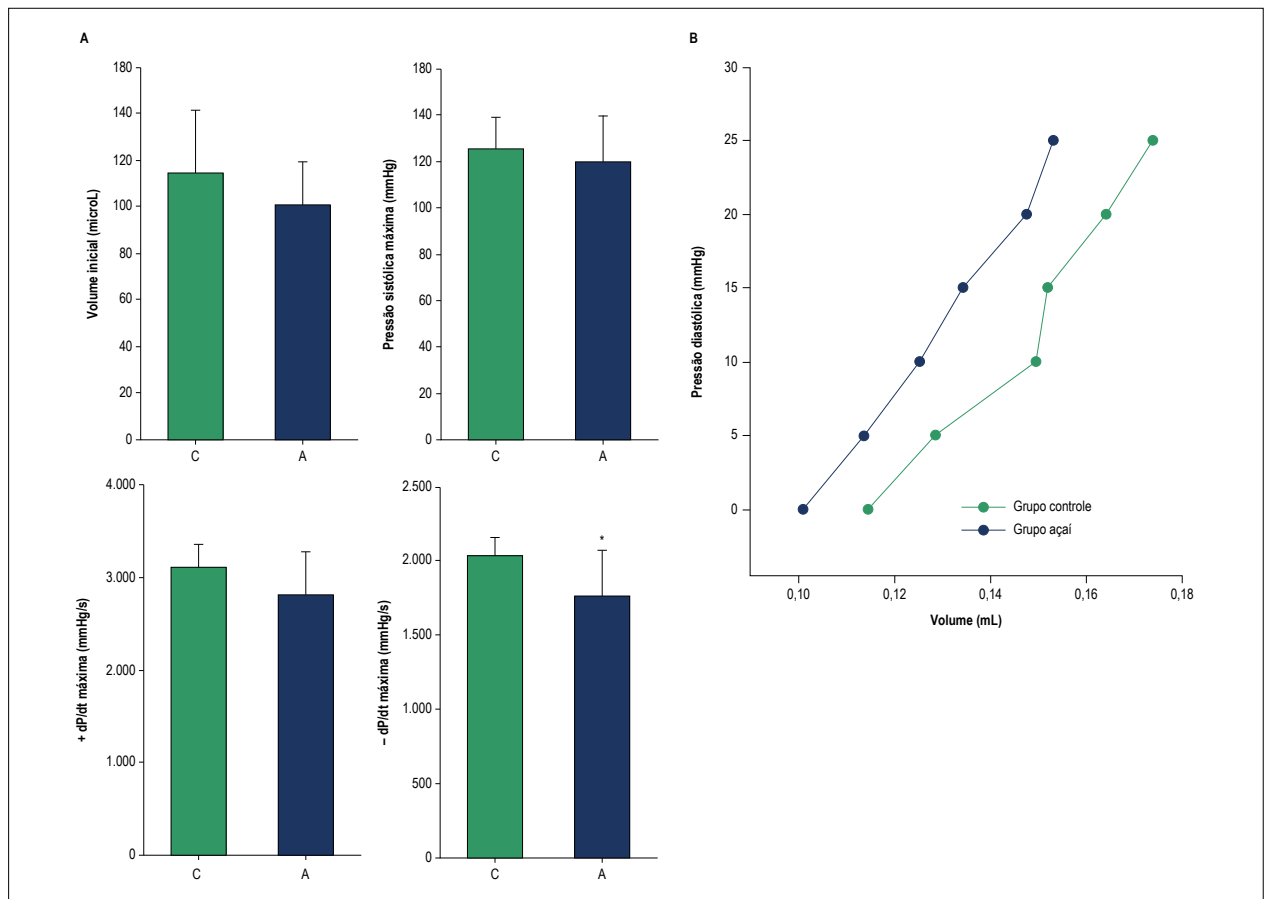 A
180
140
120
100
80
60
40
20
0
Volume inicial (microL)
C
A
180
140
120
100
80
60
40
20
0
Pressão sistólica máxima (mmHg)
C
A
4.000
3.000
2.000
1.000
0
+ dP/dt máxima (mmHg/s)
C
A
2.500
2.000
1.500
1.000
500
0
– dP/dt máxima (mmHg/s)
*
C
A
B
30
25
20
15
10
5
0
Pressão diastólica (mmHg)
Grupo controle
Grupo açaí
0,10
0,12
0,14
0,16
0,18
Volume (mL)